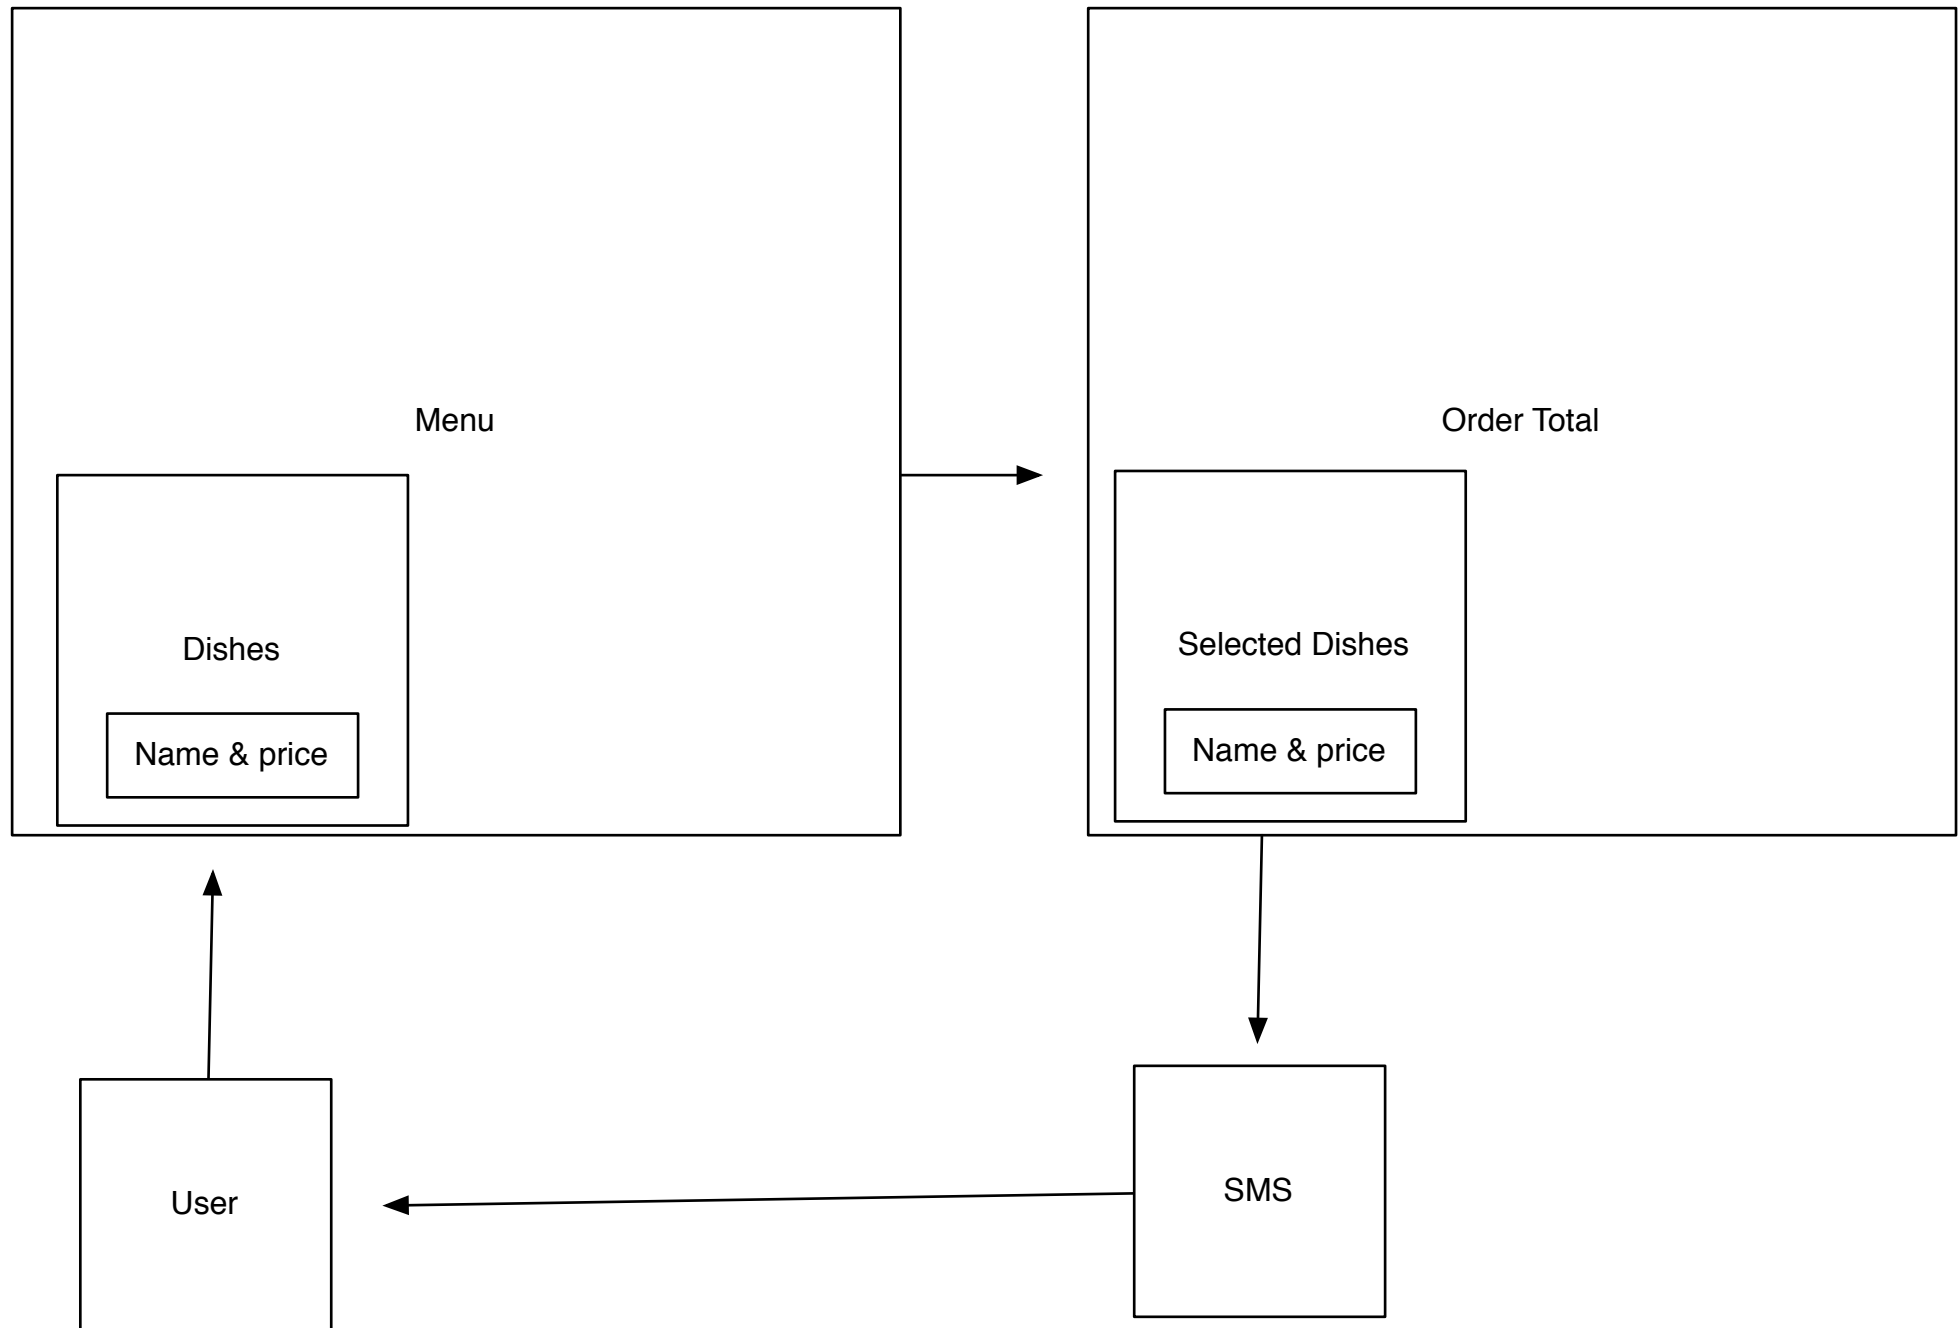 Menu
Order Total
Dishes
Selected Dishes
Name & price
Name & price
User
SMS